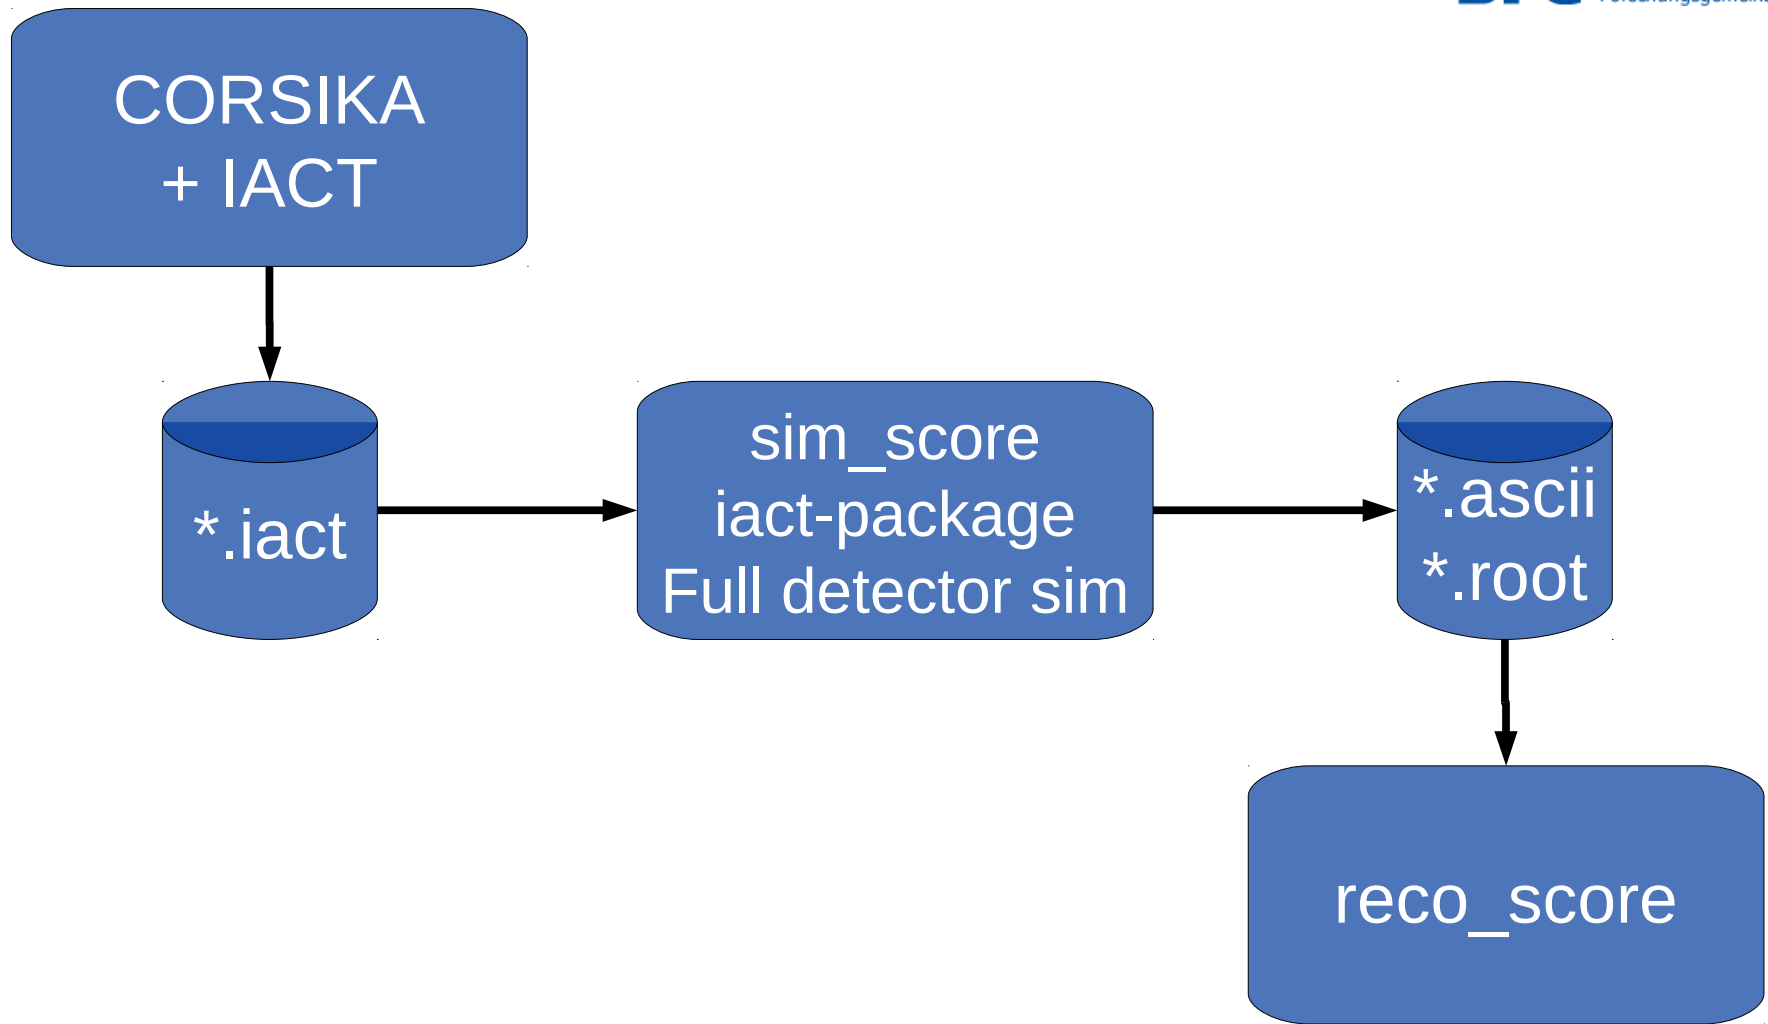 CORSIKA
+ IACT
*.iact
sim_score
iact-package
Full detector sim
*.ascii
*.root
reco_score